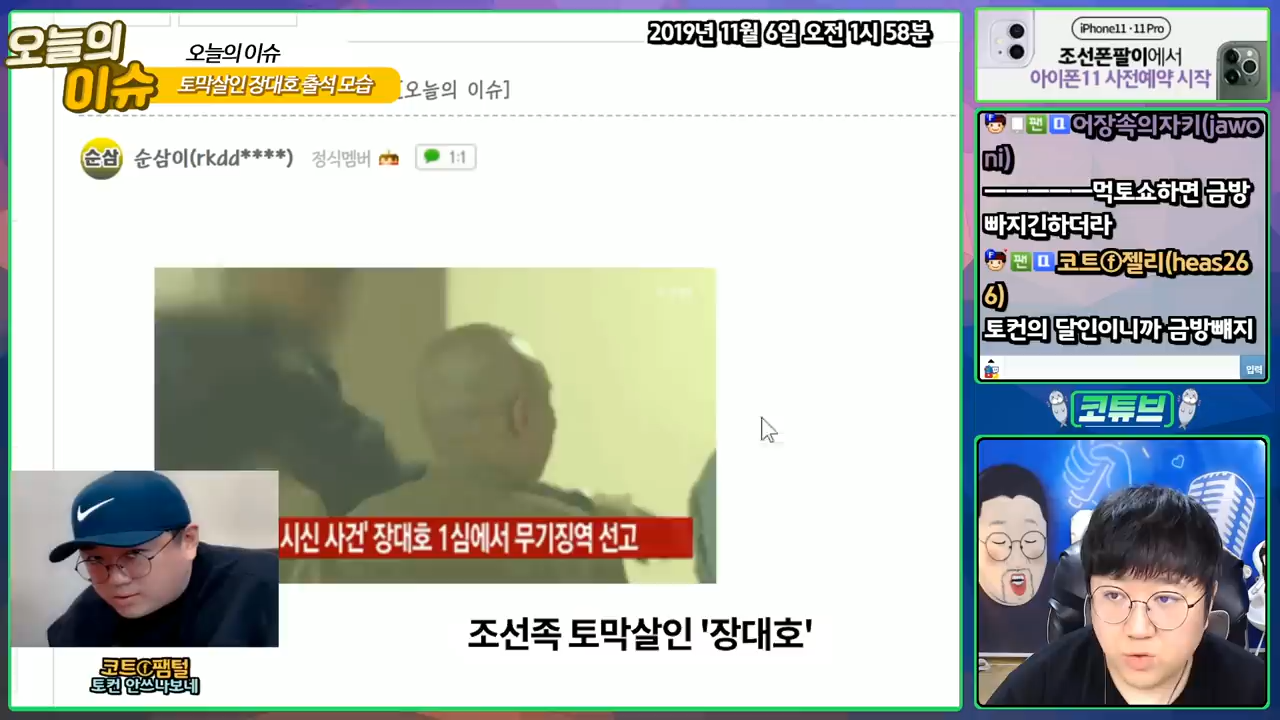 오늘의
이슈
오늘의 이슈
토막살인 장대호 출석 모습
2019년 11월 6일 오전 1시 58분
[오늘의 이슈]
순삼
순삼이(rkdd****) 정식멤버 1:1
시신 사건' 장대호 1심에서 무기징역 선고
조선족 토막살인 '장대호'
코트ⓕ팸털
토컨 안쓰나보네
iPhone11·11Pro
조선폰팔이에서
아이폰11 사전예약 시작
팬 어장속의자키(jawo
ni)
ㅡㅡㅡㅡㅡ먹토쇼하면 금방
빠지긴하더라
팬 코트ⓕ젤리(heas26
6)
토컨의 달인이니까 금방뺴지
입력
코튜브